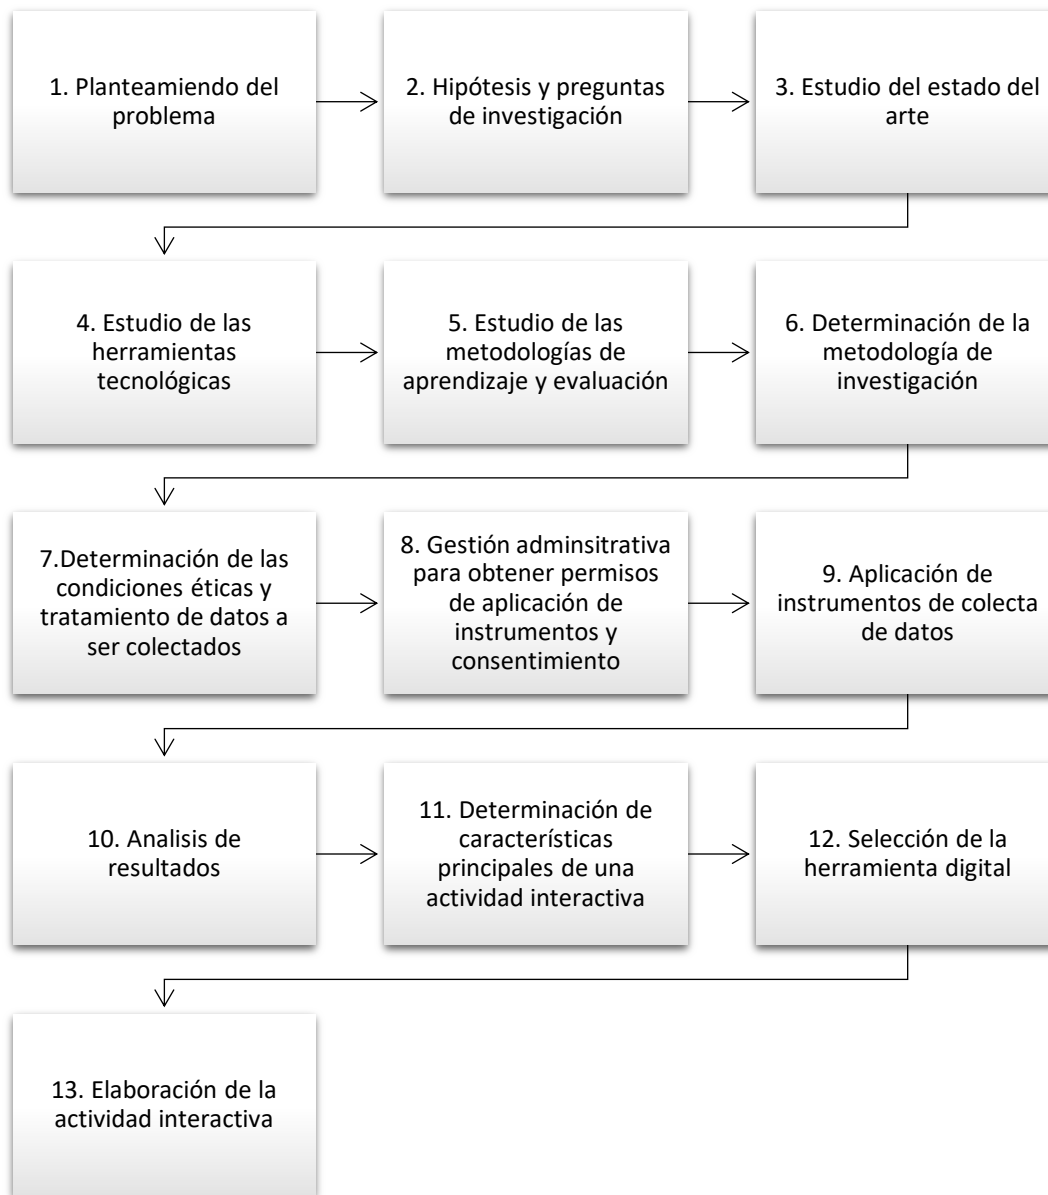 1. Planteamiendo del
problema
2. Hipótesis y preguntas
de investigación
3. Estudio del estado del
arte
4. Estudio de las
herramientas
tecnológicas
5. Estudio de las
metodologías de
aprendizaje y evaluación
6. Determinación de la
metodología de
investigación
7.Determinación de las
condiciones éticas y
tratamiento de datos a
ser colectados
8. Gestión adminsitrativa
para obtener permisos
de aplicación de
instrumentos y
consentimiento
9. Aplicación de
instrumentos de colecta
de datos
10. Analisis de
resultados
11. Determinación de
características
principales de una
actividad interactiva
12. Selección de la
herramienta digital
13. Elaboración de la
actividad interactiva